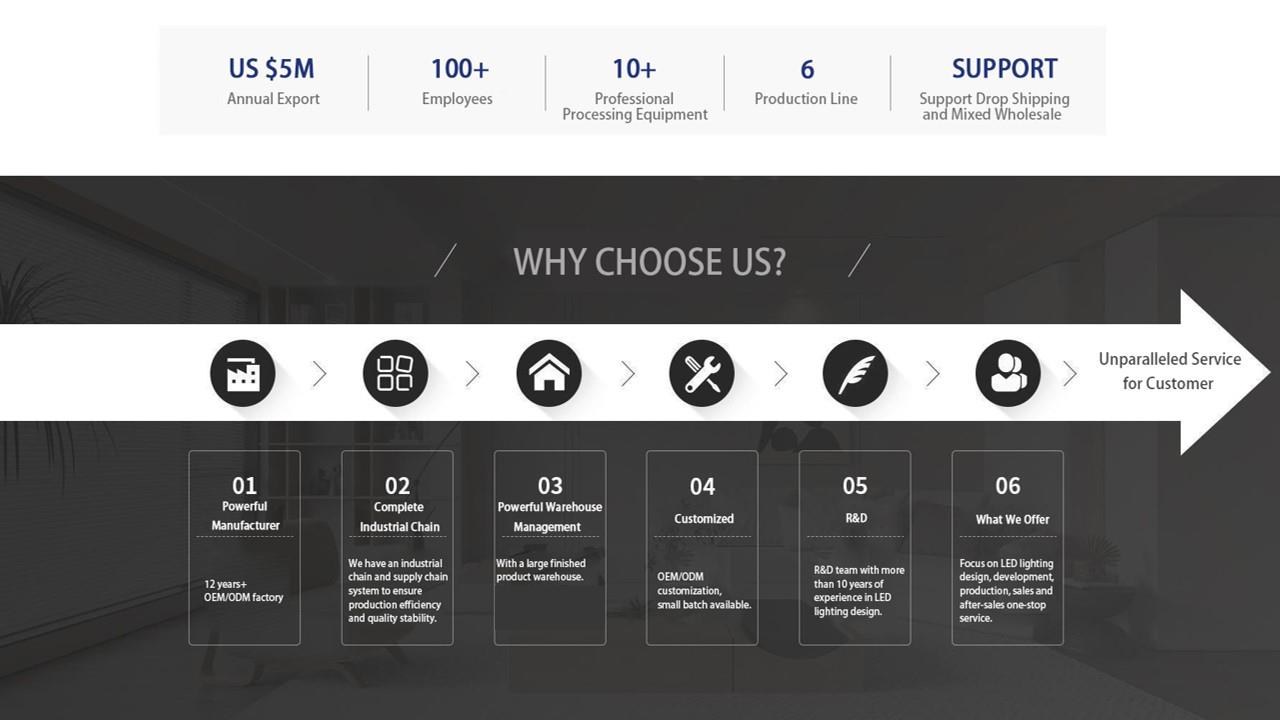 US $5M
Annual Export
100+
Employees
10+
Professional
Processing Equipment
6
Production Line
SUPPORT
Support Drop Shipping
and Mixed Wholesale
WHY CHOOSE US?
Unparalleled Service
for Customer
01
Powerful
Manufacturer
12 years+
OEM/ODM factory
02
Complete
Industrial Chain
We have an industrial
chain and supply chain
system to ensure
production efficiency
and quality stability.
03
Powerful Warehouse
Management
With a large finished
product warehouse.
04
Customized
OEM/ODM
customization,
small batch available.
05
R&D
R&D team with more
than 10 years of
experience in LED
lighting design.
06
What We Offer
Focus on LED lighting
design, development,
production, sales and
after-sales one-stop
service.